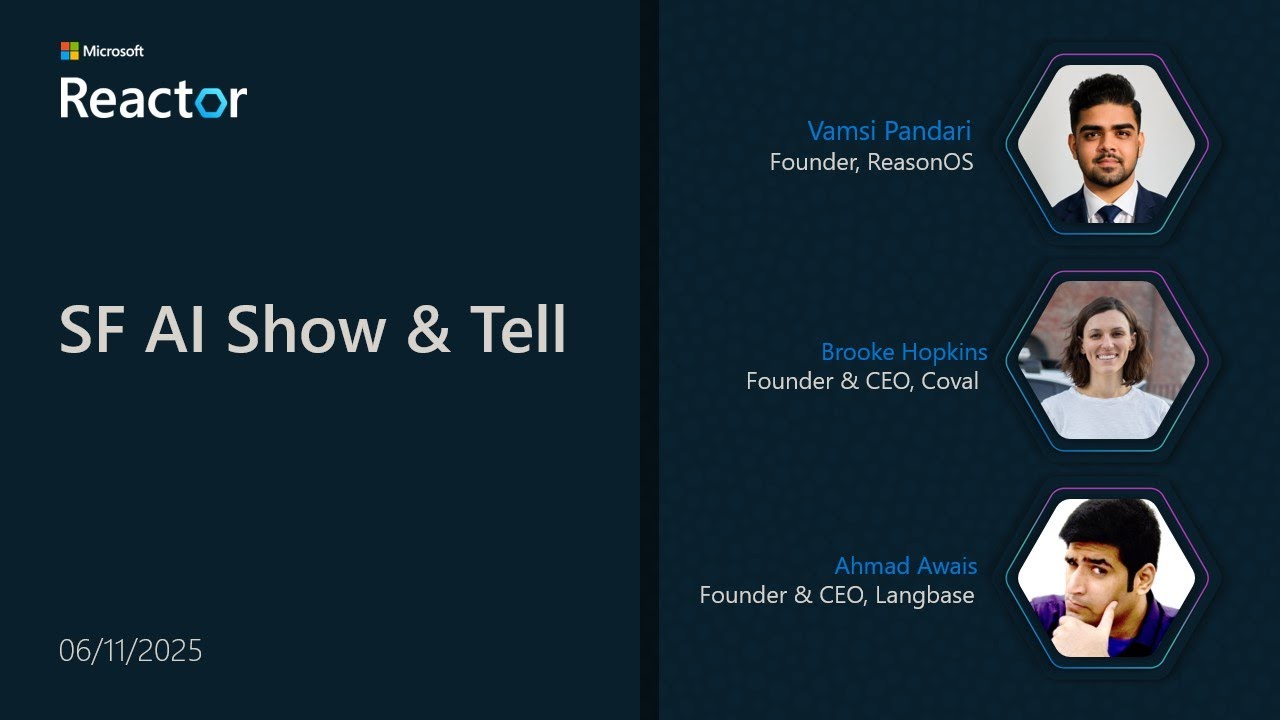 Microsoft
Reactor
SF AI Show & Tell
06/11/2025
Vamsi Pandari
Founder, ReasonOS
Brooke Hopkins
Founder & CEO, Coval
Ahmad Awais
Founder & CEO, Langbase